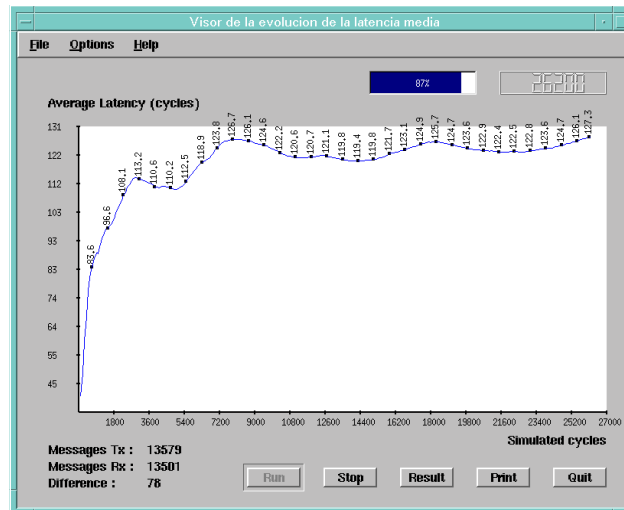 Visor de la evolucion de la latencia media
File Options Help
87%
26200
Average Latency (cycles)
131
122
112
103
93
83
74
64
55
45
83.6 96.6 108.1 113.2 110.6 110.2 112.5 118.9 123.8 126.7 126.1 124.6 122.2 120.6 120.7 121.1 119.8 119.4 119.8 121.7 123.1 124.9 125.7 124.7 123.6 122.9 122.4 122.5 122.8 123.6 124.7 126.1 127.3
1800 3600 5400 7200 9000 10800 12600 14400 16200 18000 19800 21600 23400 25200 27000
Simulated cycles
Messages Tx : 13579
Messages Rx : 13501
Difference : 78
Run Stop Result Print Quit